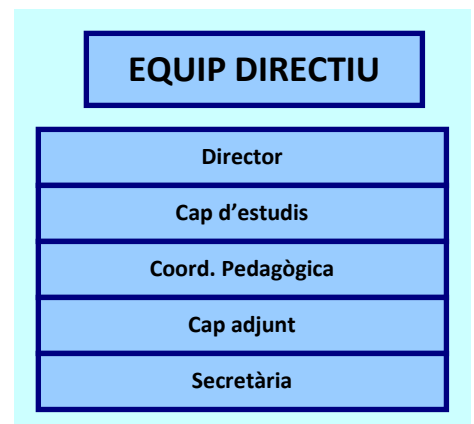 EQUIP DIRECTIU
Director
Cap d’estudis
Coord. Pedagògica
Cap adjunt
Secretària